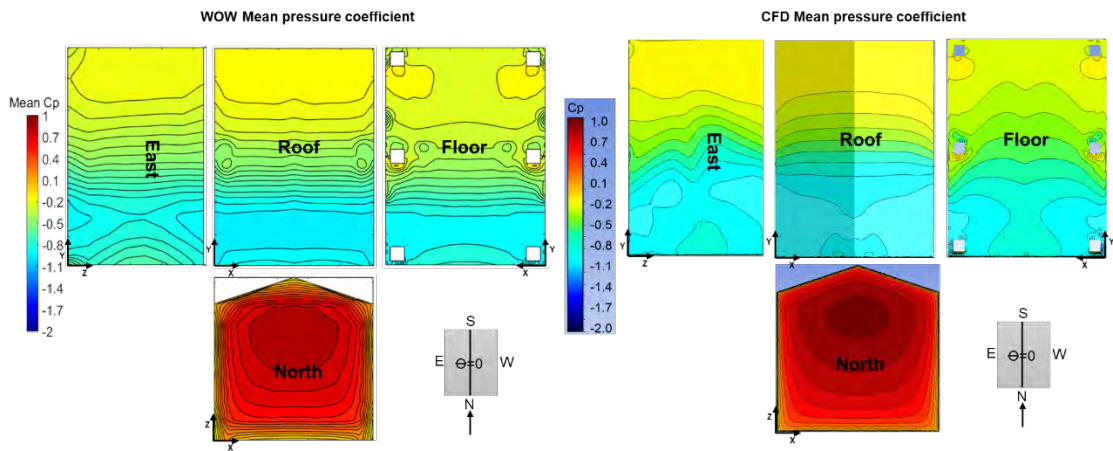 WOW Mean pressure coefficient
CFD Mean pressure coefficient
Mean Cp
1
0.7
0.4
0.1
-0.2
-0.5
-0.8
-1.1
-1.4
-1.7
-2
East
Roof
Floor
Y
Z
Y
X
Y
X
North
Z
X
S
E
Θ=0
W
N
Cp
1.0
0.7
0.4
0.1
-0.2
-0.5
-0.8
-1.1
-1.4
-1.7
-2.0
East
Roof
Floor
Y
Z
Y
X
Y
X
North
Z
X
S
E
Θ=0
W
N